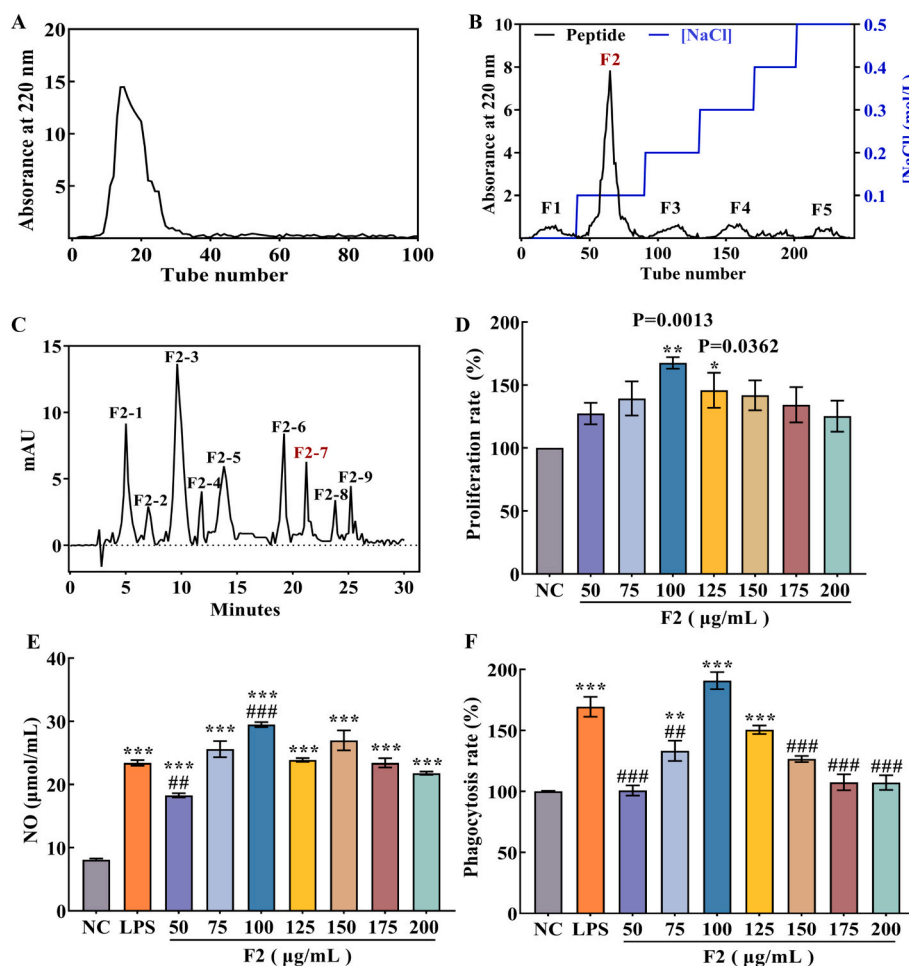 A
Absorance at 220 nm
20
15
10
5
0
20
40
60
80
100
Tube number
B
Peptide
[NaCl]
Absorance at 220 nm
10
8
6
4
2
F1
F2
F3
F4
F5
0
50
100
150
200
Tube number
0.5
0.4
0.3
0.2
0.1
[NaCl] (mol/L)
C
mAU
15
10
5
0
F2-1
F2-2
F2-3
F2-4
F2-5
F2-6
F2-7
F2-8
F2-9
0
5
10
15
20
25
30
Minutes
D
P=0.0013
P=0.0362
**
*
Proliferation rate (%)
200
150
100
50
0
NC
50
75
100
125
150
175
200
F2 ( µg/mL )
E
NO (µmol/mL)
40
30
20
10
0
***
***
##
***
***
###
***
***
***
***
NC
LPS
50
75
100
125
150
175
200
F2 ( µg/mL )
F
Phagocytosis rate (%)
200
150
100
50
0
***
###
**
##
***
***
###
###
###
NC
LPS
50
75
100
125
150
175
200
F2 ( µg/mL )